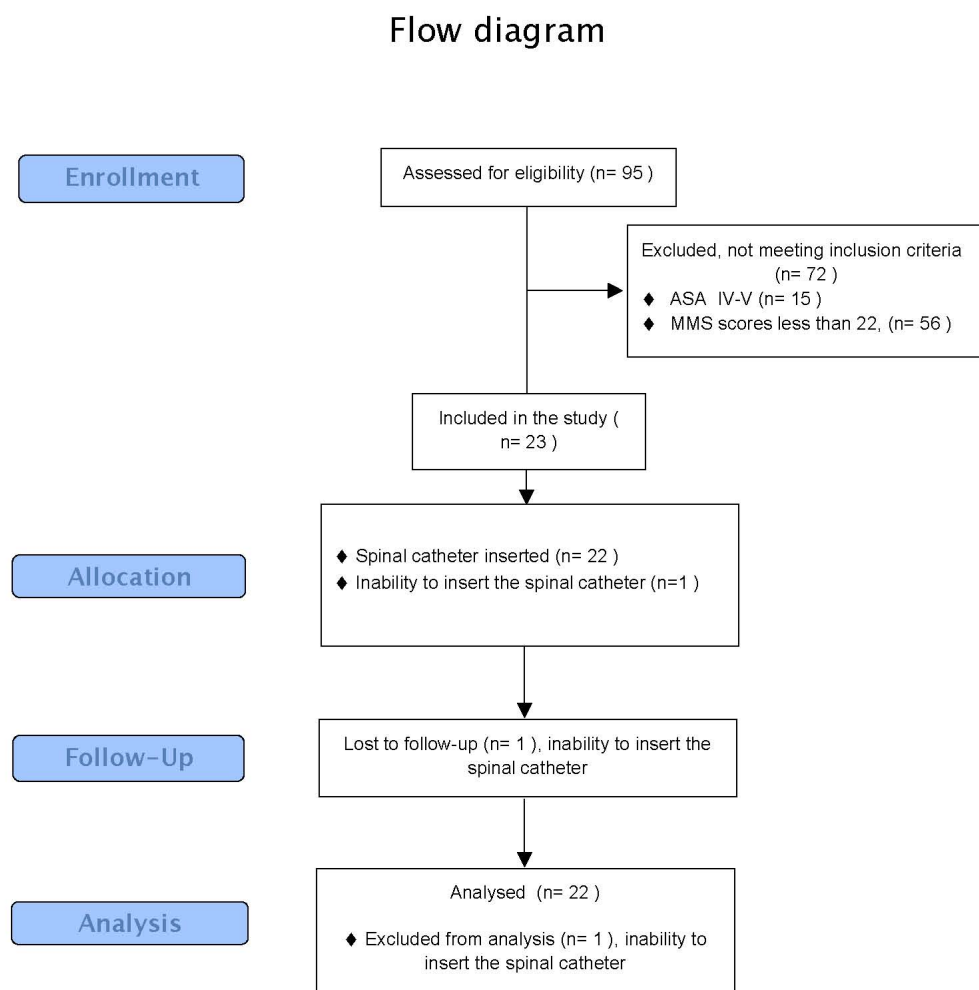 Flow diagram
Enrollment
Assessed for eligibility (n= 95 )
Excluded, not meeting inclusion criteria
(n= 72 )
♦ ASA IV-V (n= 15 )
♦ MMS scores less than 22, (n= 56 )
Included in the study (
n= 23 )
Allocation
♦ Spinal catheter inserted (n= 22 )
♦ Inability to insert the spinal catheter (n=1 )
Follow-Up
Lost to follow-up (n= 1 ), inability to insert the
spinal catheter
Analysis
Analysed (n= 22 )
♦ Excluded from analysis (n= 1 ), inability to
insert the spinal catheter